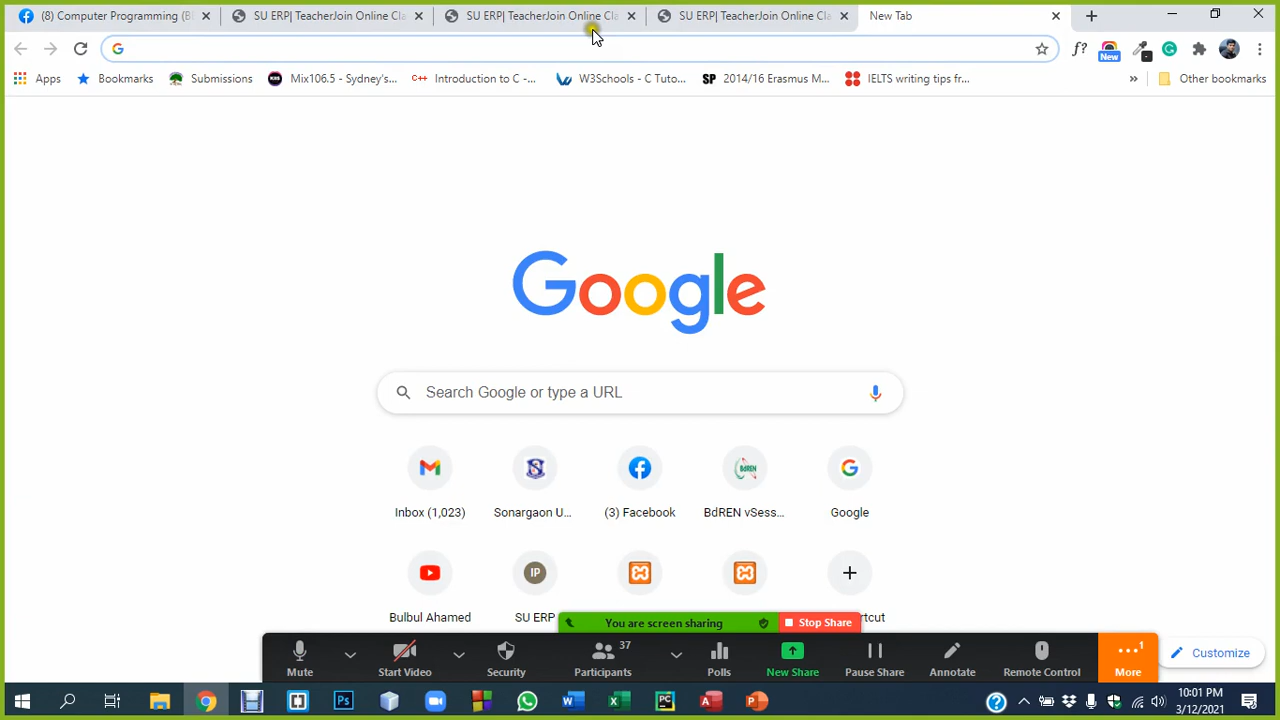 (8) Computer Programming (B
SU ERP| TeacherJoin Online Cla
SU ERP| TeacherJoin Online Cla
SU ERP| TeacherJoin Online Cla
New Tab
f?
New
Apps
Bookmarks
Submissions
Mix106.5 - Sydney's...
C++ Introduction to C -...
W3Schools - C Tuto...
SP 2014/16 Erasmus M...
IELTS writing tips fr...
»
Other bookmarks
Google
Search Google or type a URL
Inbox (1,023)
Sonargaon U...
(3) Facebook
BdREN vSess...
Google
Bulbul Ahamed
IP
SU ERP
rtcut
You are screen sharing
Stop Share
Mute
Start Video
Security
37
Participants
Polls
New Share
Pause Share
Annotate
Remote Control
1
More
Customize
10:01 PM
3/12/2021